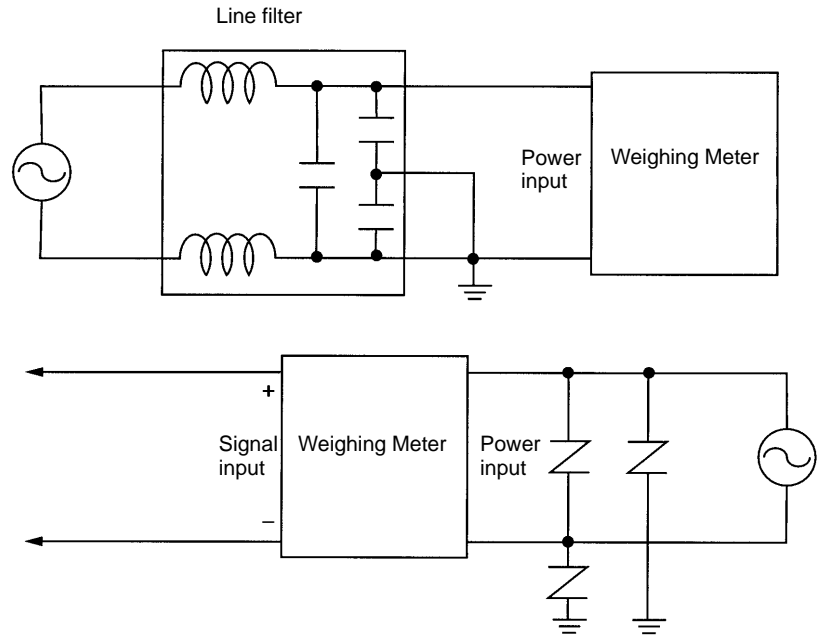 Line filter
Power
input
Weighing Meter
+
Signal
input
Weighing Meter
Power
input
−